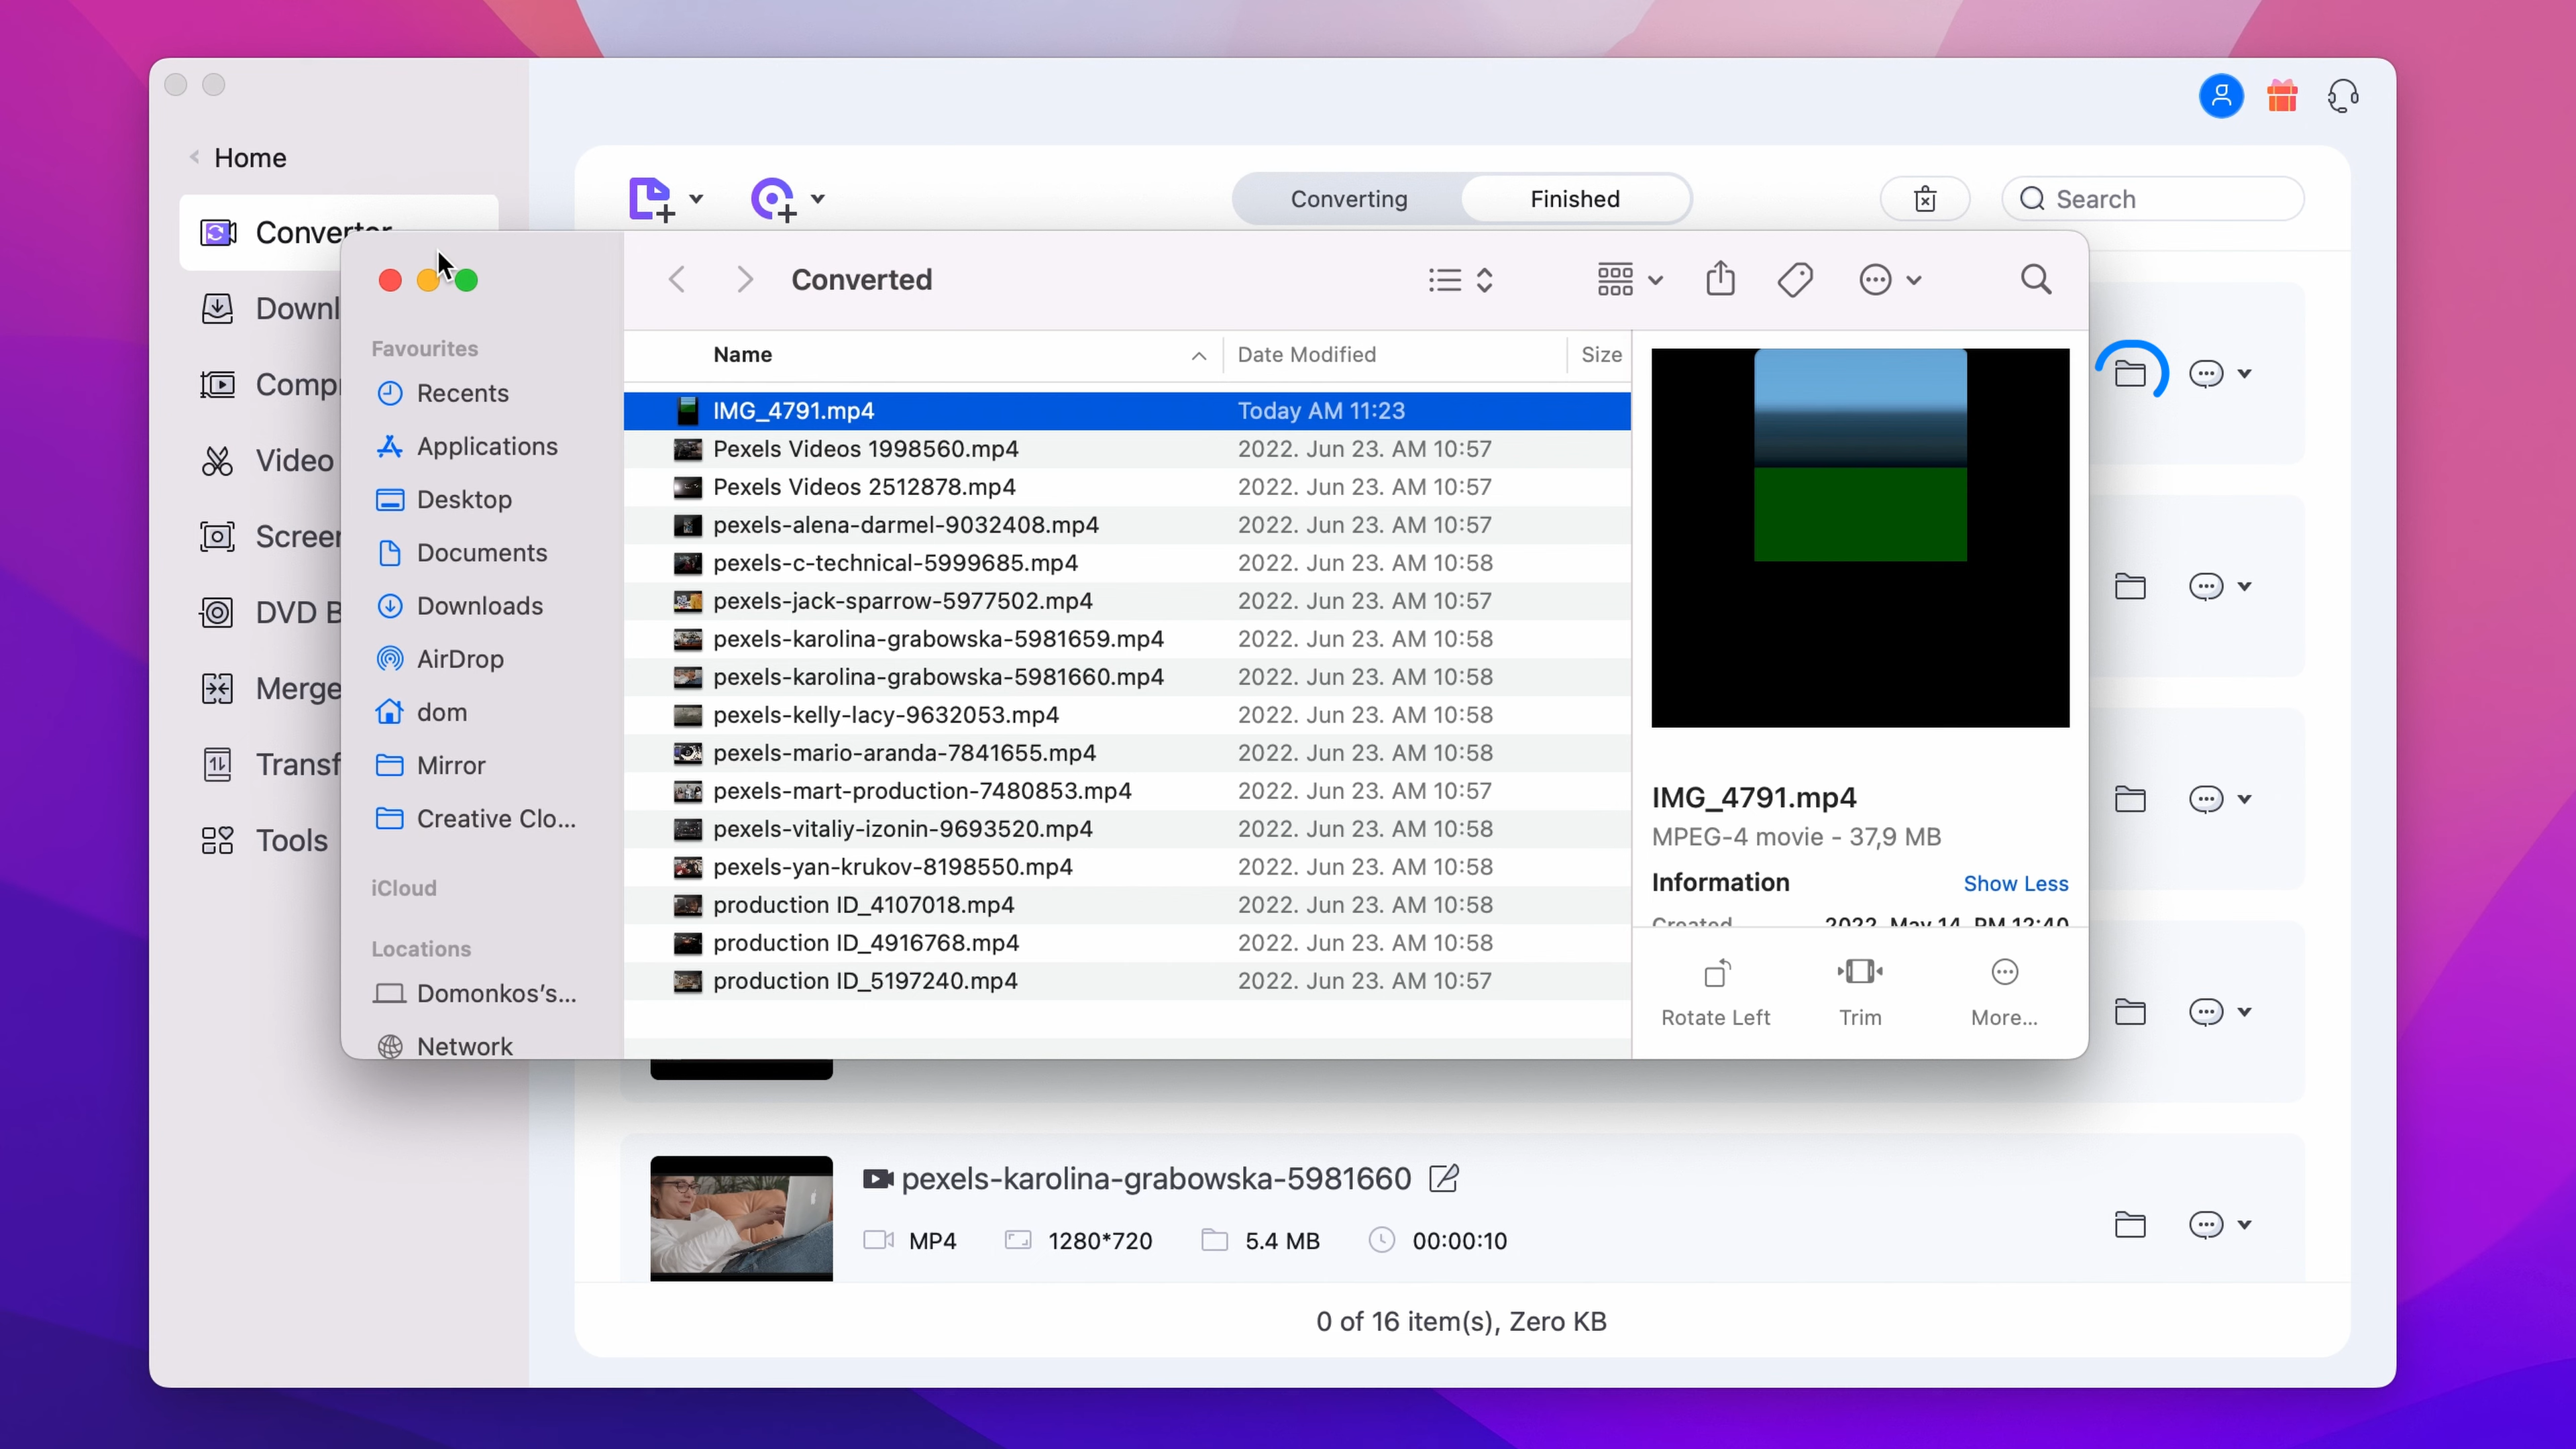 Home
Converter
Downl
Compr
Video
Screer
DVD B
Merge
Transf
Tools
Converting
Finished
Search
Favourites
Recents
Applications
Desktop
Documents
Downloads
AirDrop
dom
Mirror
Creative Clo...
iCloud
Locations
Domonkos's...
Network
Converted
Name Date Modified Size
IMG_4791.mp4 Today AM 11:23
Pexels Videos 1998560.mp4 2022. Jun 23. AM 10:57
Pexels Videos 2512878.mp4 2022. Jun 23. AM 10:57
pexels-alena-darmel-9032408.mp4 2022. Jun 23. AM 10:57
pexels-c-technical-5999685.mp4 2022. Jun 23. AM 10:58
pexels-jack-sparrow-5977502.mp4 2022. Jun 23. AM 10:57
pexels-karolina-grabowska-5981659.mp4 2022. Jun 23. AM 10:58
pexels-karolina-grabowska-5981660.mp4 2022. Jun 23. AM 10:58
pexels-kelly-lacy-9632053.mp4 2022. Jun 23. AM 10:58
pexels-mario-aranda-7841655.mp4 2022. Jun 23. AM 10:58
pexels-mart-production-7480853.mp4 2022. Jun 23. AM 10:57
pexels-vitaliy-izonin-9693520.mp4 2022. Jun 23. AM 10:58
pexels-yan-krukov-8198550.mp4 2022. Jun 23. AM 10:58
production ID_4107018.mp4 2022. Jun 23. AM 10:58
production ID_4916768.mp4 2022. Jun 23. AM 10:58
production ID_5197240.mp4 2022. Jun 23. AM 10:57
IMG_4791.mp4
MPEG-4 movie - 37,9 MB
Information Show Less
Created 2022. May 14. PM 12:40
Rotate Left Trim More...
pexels-karolina-grabowska-5981660
MP4 1280*720 5.4 MB 00:00:10
0 of 16 item(s), Zero KB